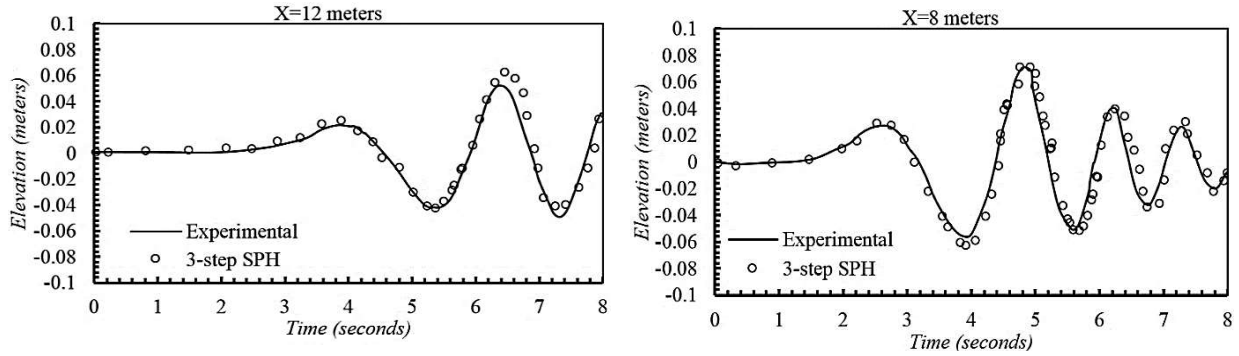 X=12 meters
0.1
0.08
0.06
0.04
0.02
0
-0.02
-0.04
-0.06
-0.08
-0.1
Elevation (meters)
Experimental
3-step SPH
0 1 2 3 4 5 6 7 8
Time (seconds)
X=8 meters
0.1
0.08
0.06
0.04
0.02
0
-0.02
-0.04
-0.06
-0.08
-0.1
Elevation (meters)
Experimental
3-step SPH
0 1 2 3 4 5 6 7 8
Time (seconds)